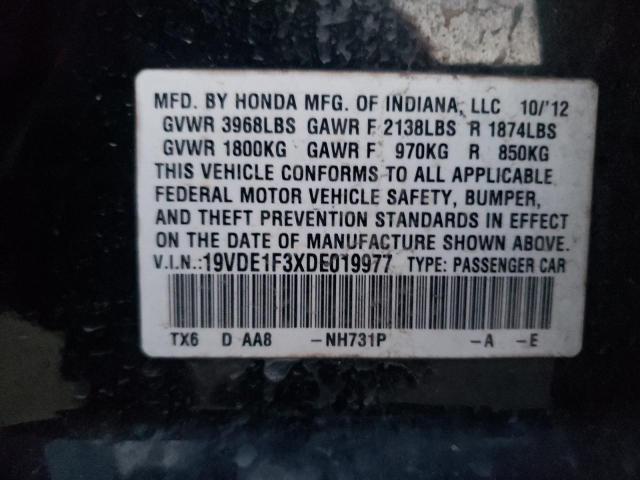 MFD. BY HONDA MFG. OF INDIANA, LLC 10/'12
GVWR 3968LBS GAWR F 2138LBS R 1874LBS
GVWR 1800KG GAWR F 970KG R 850KG
THIS VEHICLE CONFORMS TO ALL APPLICABLE
FEDERAL MOTOR VEHICLE SAFETY, BUMPER,
AND THEFT PREVENTION STANDARDS IN EFFECT
ON THE DATE OF MANUFACTURE SHOWN ABOVE.
V.I.N.:19VDE1F3XDE019977 TYPE: PASSENGER CAR
TX6 D AA8 –NH731P –A –E